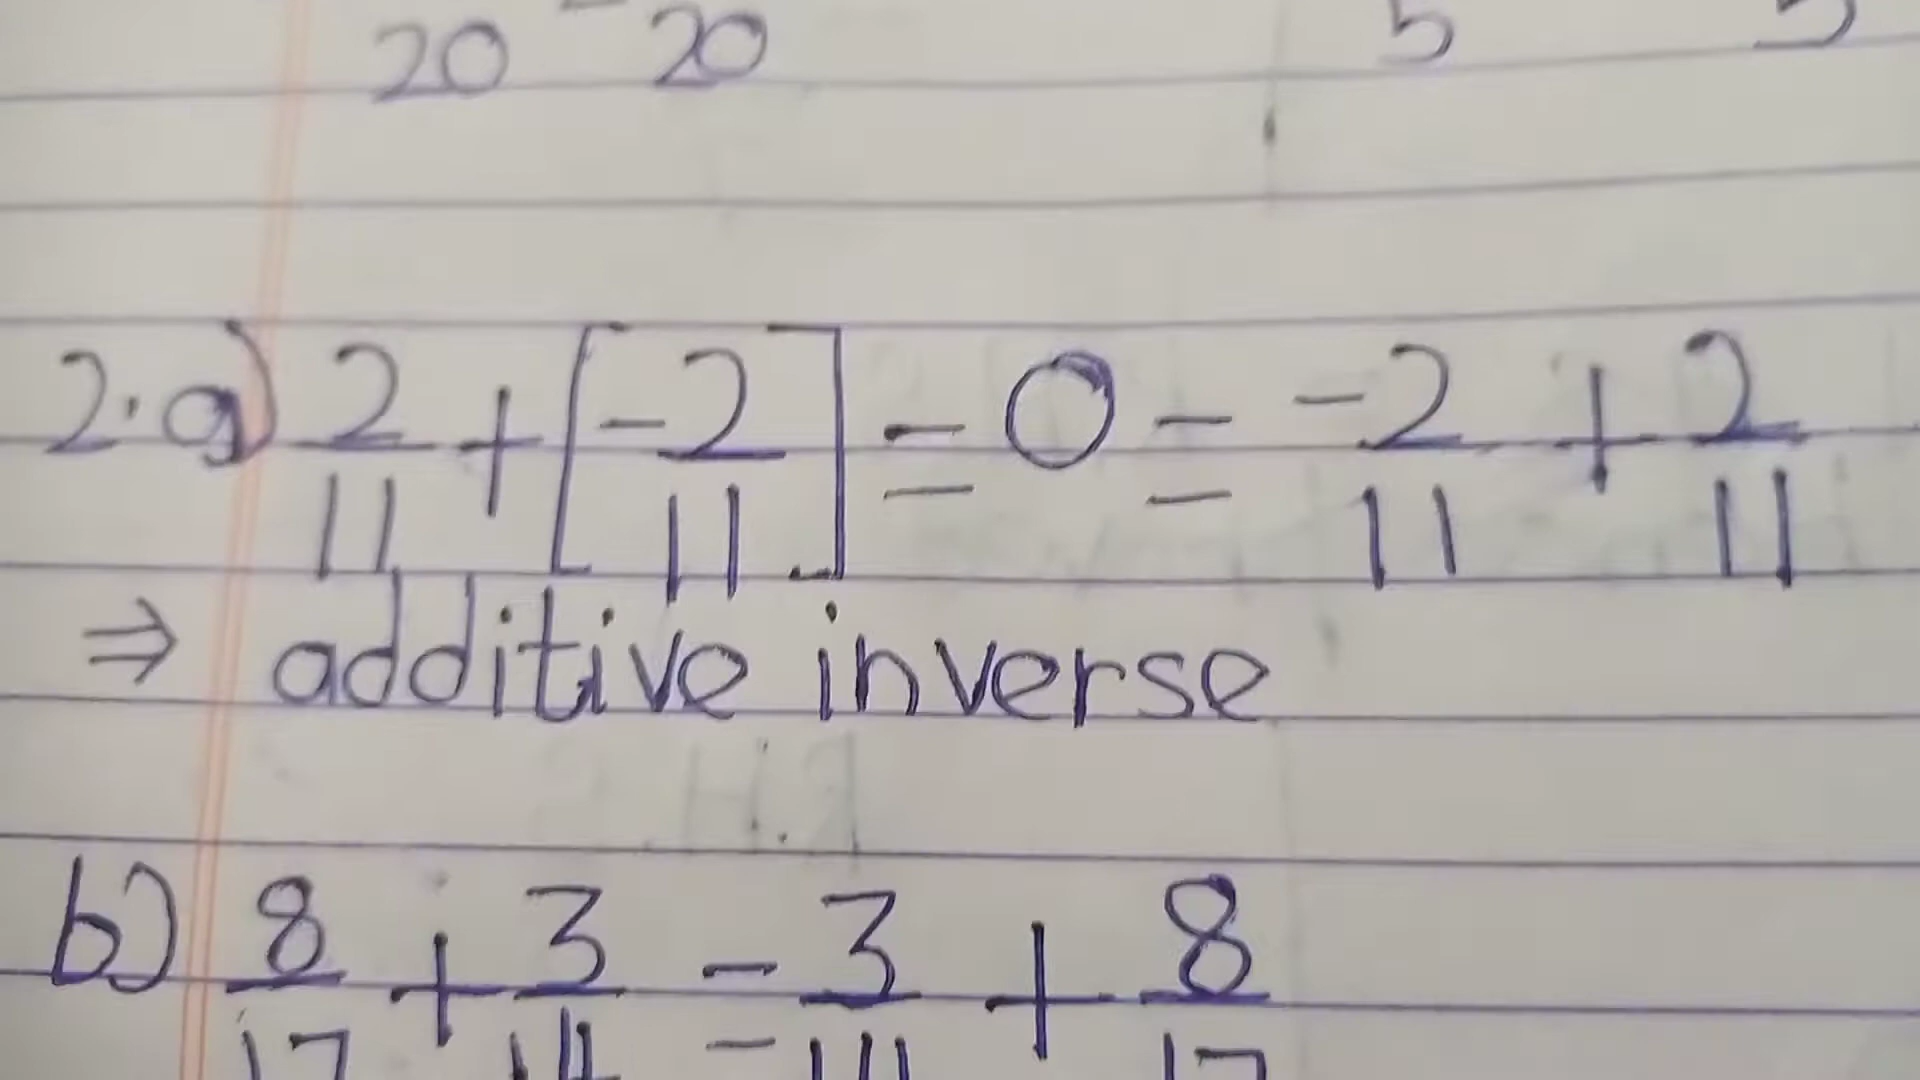 20 - 20 5 5
2.a) 2/11 + [-2/11] = 0 = -2/11 + 2/11
⇒ additive inverse
b) 8/17 + 3/14 = 3/14 + 8/17